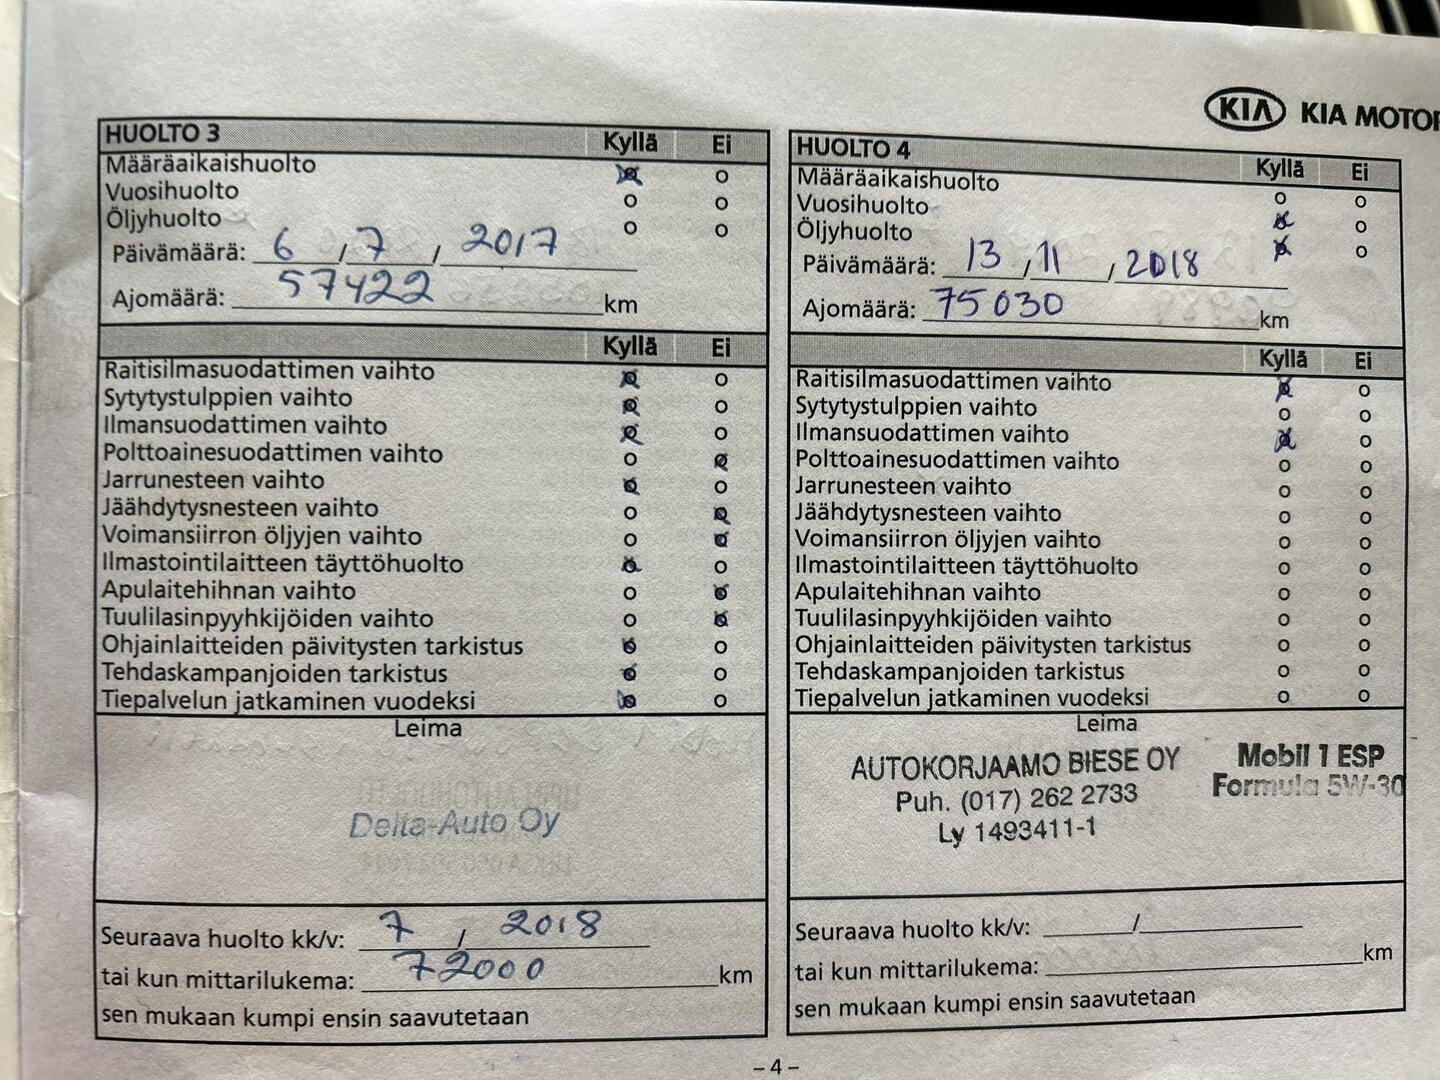 KIA KIA MOTOR
HUOLTO 3 Kyllä Ei
Määräaikaishuolto
Vuosihuolto
Öljyhuolto
Päivämäärä: 6 / 7 / 2017
Ajomäärä: 57422 km
Kyllä Ei
Raitisilmasuodattimen vaihto
Sytytystulppien vaihto
Ilmansuodattimen vaihto
Polttoainesuodattimen vaihto
Jarrunesteen vaihto
Jäähdytysnesteen vaihto
Voimansiirron öljyjen vaihto
Ilmastointilaitteen täyttöhuolto
Apulaitehihnan vaihto
Tuulilasinpyyhkijöiden vaihto
Ohjainlaitteiden päivitysten tarkistus
Tehdaskampanjoiden tarkistus
Tiepalvelun jatkaminen vuodeksi
Leima
Delta-Auto Oy
Seuraava huolto kk/v: 7 / 2018
tai kun mittarilukema: 72000 km
sen mukaan kumpi ensin saavutetaan
HUOLTO 4 Kyllä Ei
Määräaikaishuolto
Vuosihuolto
Öljyhuolto
Päivämäärä: 13 / 11 / 2018
Ajomäärä: 75030 km
Kyllä Ei
Raitisilmasuodattimen vaihto
Sytytystulppien vaihto
Ilmansuodattimen vaihto
Polttoainesuodattimen vaihto
Jarrunesteen vaihto
Jäähdytysnesteen vaihto
Voimansiirron öljyjen vaihto
Ilmastointilaitteen täyttöhuolto
Apulaitehihnan vaihto
Tuulilasinpyyhkijöiden vaihto
Ohjainlaitteiden päivitysten tarkistus
Tehdaskampanjoiden tarkistus
Tiepalvelun jatkaminen vuodeksi
Leima
AUTOKORJAAMO BIESE OY
Puh. (017) 262 2733
Ly 1493411-1
Mobil 1 ESP
Formula 5W-30
Seuraava huolto kk/v: /
tai kun mittarilukema: km
sen mukaan kumpi ensin saavutetaan
– 4 –